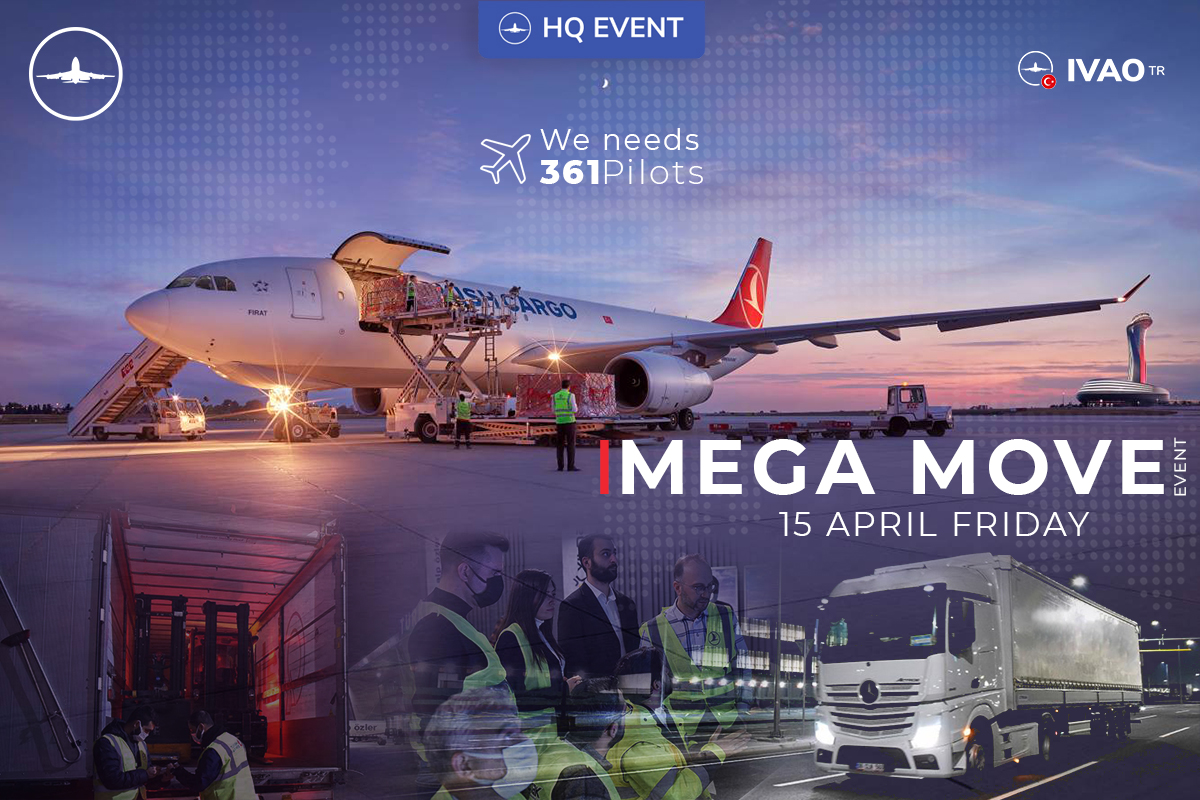 HQ EVENT
IVAO TR
We needs
361Pilots
CARGO
FIRAT
MEGA MOVE
EVENT
15 APRIL FRIDAY
özler